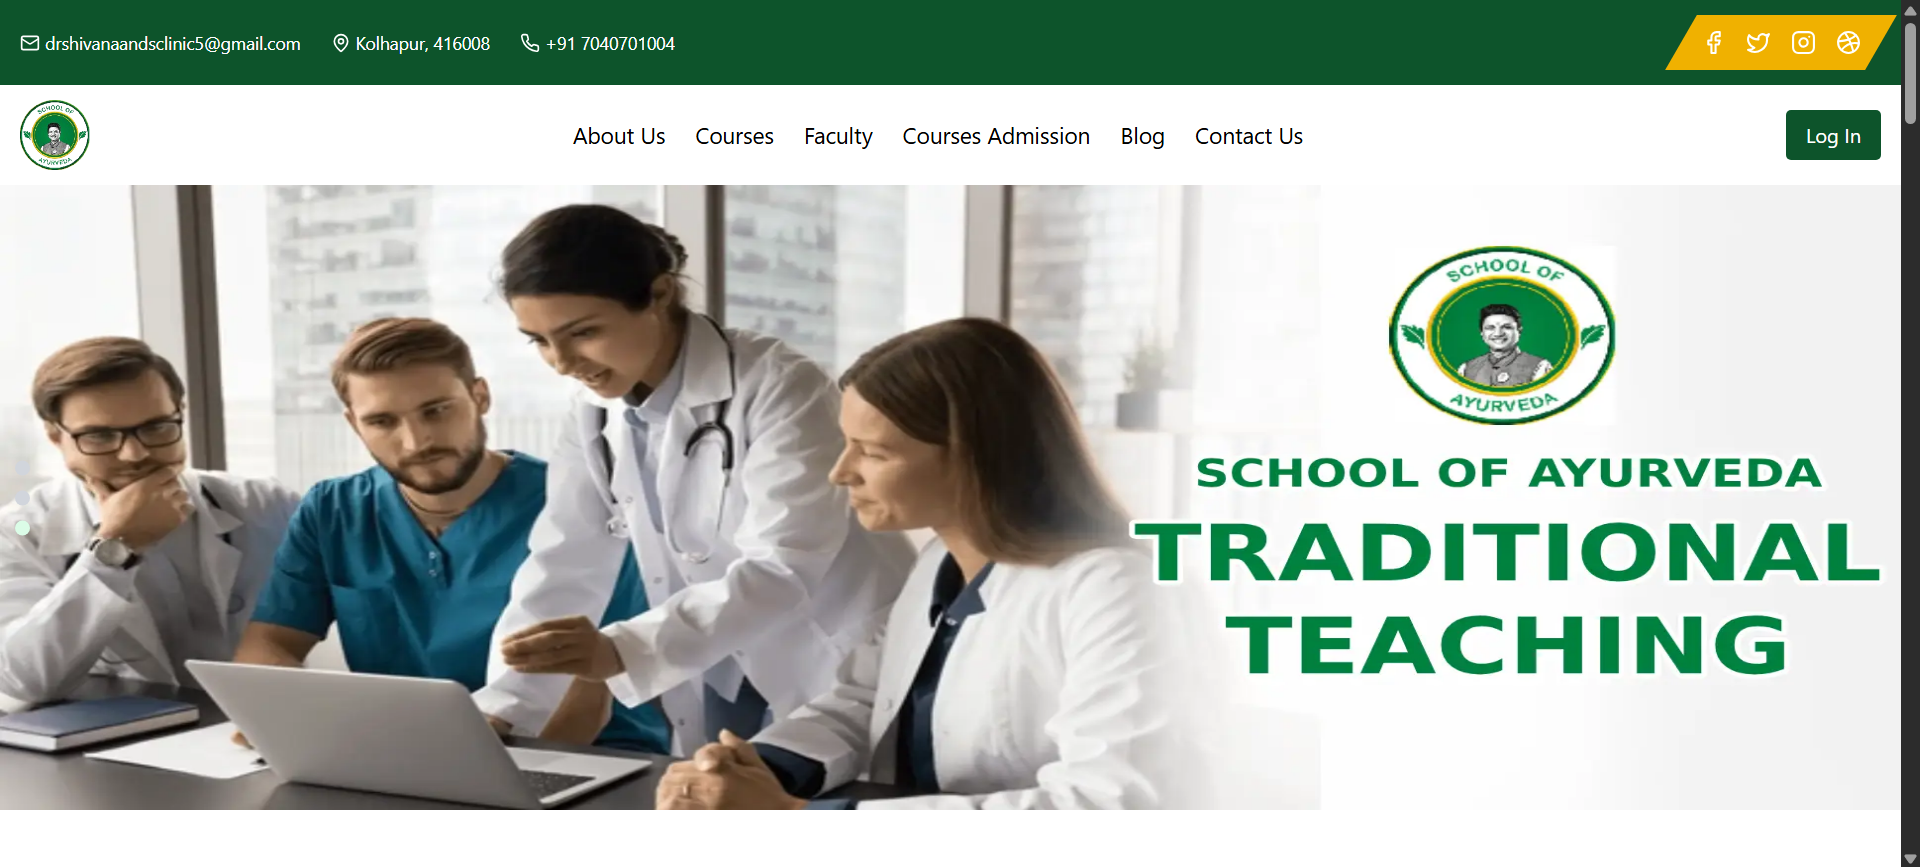 drshivanaandsclinic5@gmail.com Kolhapur, 416008 +91 7040701004
SCHOOL OF
AYURVEDA
About Us Courses Faculty Courses Admission Blog Contact Us
Log In
SCHOOL OF
AYURVEDA
SCHOOL OF AYURVEDA
TRADITIONAL
TEACHING